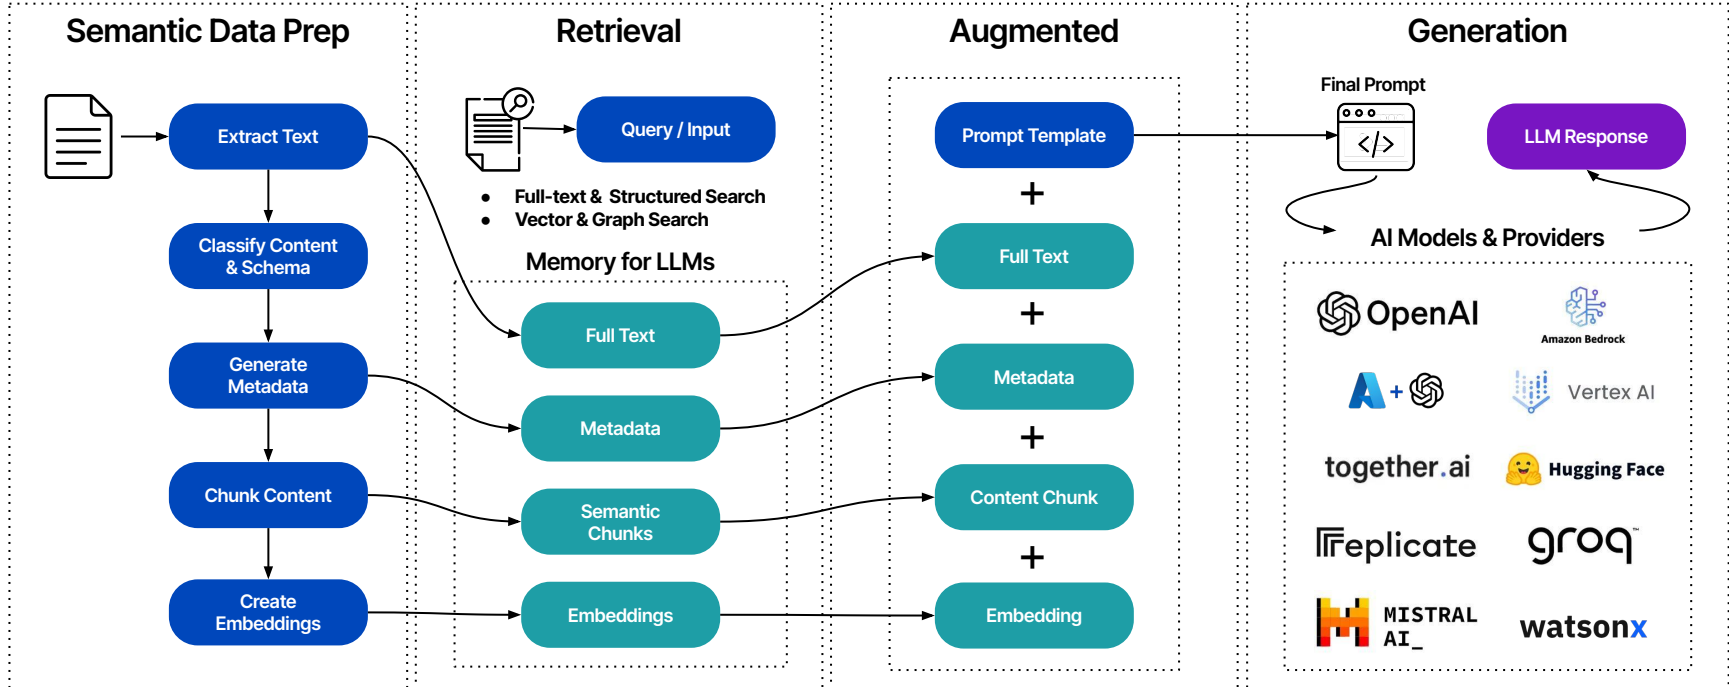 Semantic Data Prep
Extract Text
Classify Content
& Schema
Generate
Metadata
Chunk Content
Create
Embeddings
Retrieval
Query / Input
● Full-text & Structured Search
● Vector & Graph Search
Memory for LLMs
Full Text
Metadata
Semantic
Chunks
Embeddings
Augmented
Prompt Template
+
Full Text
+
Metadata
+
Content Chunk
+
Embedding
Generation
Final Prompt
</>
LLM Response
AI Models & Providers
OpenAI
Amazon Bedrock
+
Vertex AI
together.ai
Hugging Face
replicate
groq™
MISTRAL
AI_
watsonx